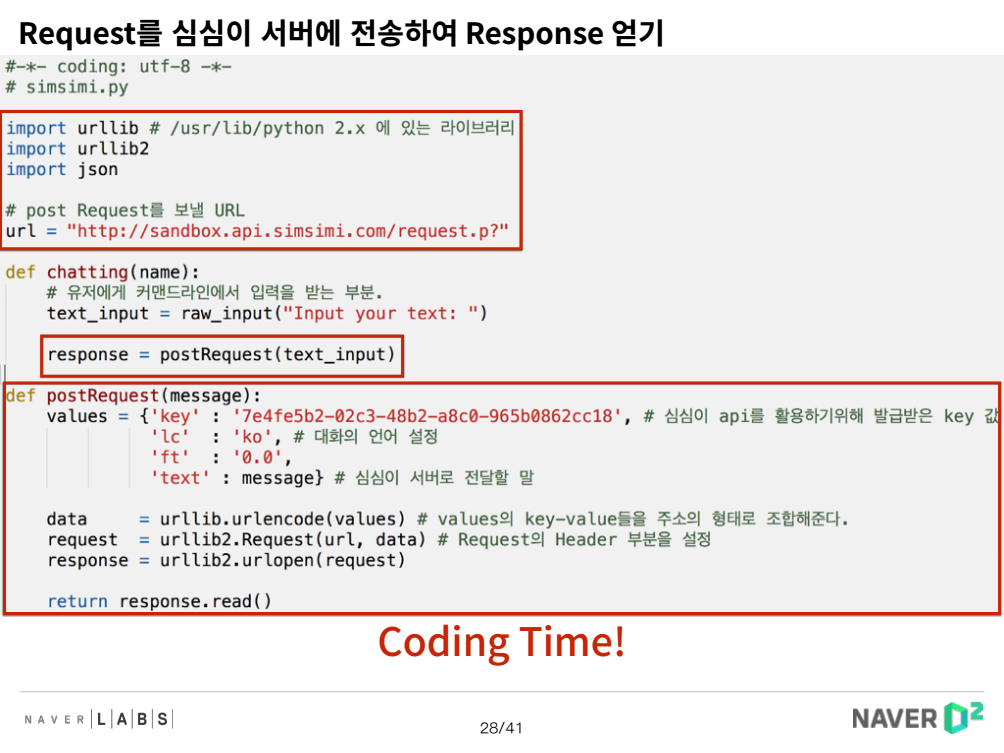 Request를 심심이 서버에 전송하여 Response 얻기
#-*- coding: utf-8 -*-
# simsimi.py
import urllib # /usr/lib/python 2.x 에 있는 라이브러리
import urllib2
import json
# post Request를 보낼 URL
url = "http://sandbox.api.simsimi.com/request.p?"
def chatting(name):
# 유저에게 커맨드라인에서 입력을 받는 부분.
text_input = raw_input("Input your text: ")
response = postRequest(text_input)
def postRequest(message):
values = {'key' : '7e4fe5b2-02c3-48b2-a8c0-965b0862cc18', # 심심이 api를 활용하기위해 발급받은 key 값
'lc' : 'ko', # 대화의 언어 설정
'ft' : '0.0',
'text' : message} # 심심이 서버로 전달할 말
data = urllib.urlencode(values) # values의 key-value들을 주소의 형태로 조합해준다.
request = urllib2.Request(url, data) # Request의 Header 부분을 설정
response = urllib2.urlopen(request)
return response.read()
Coding Time!
NAVER LABS
28/41
NAVER D2